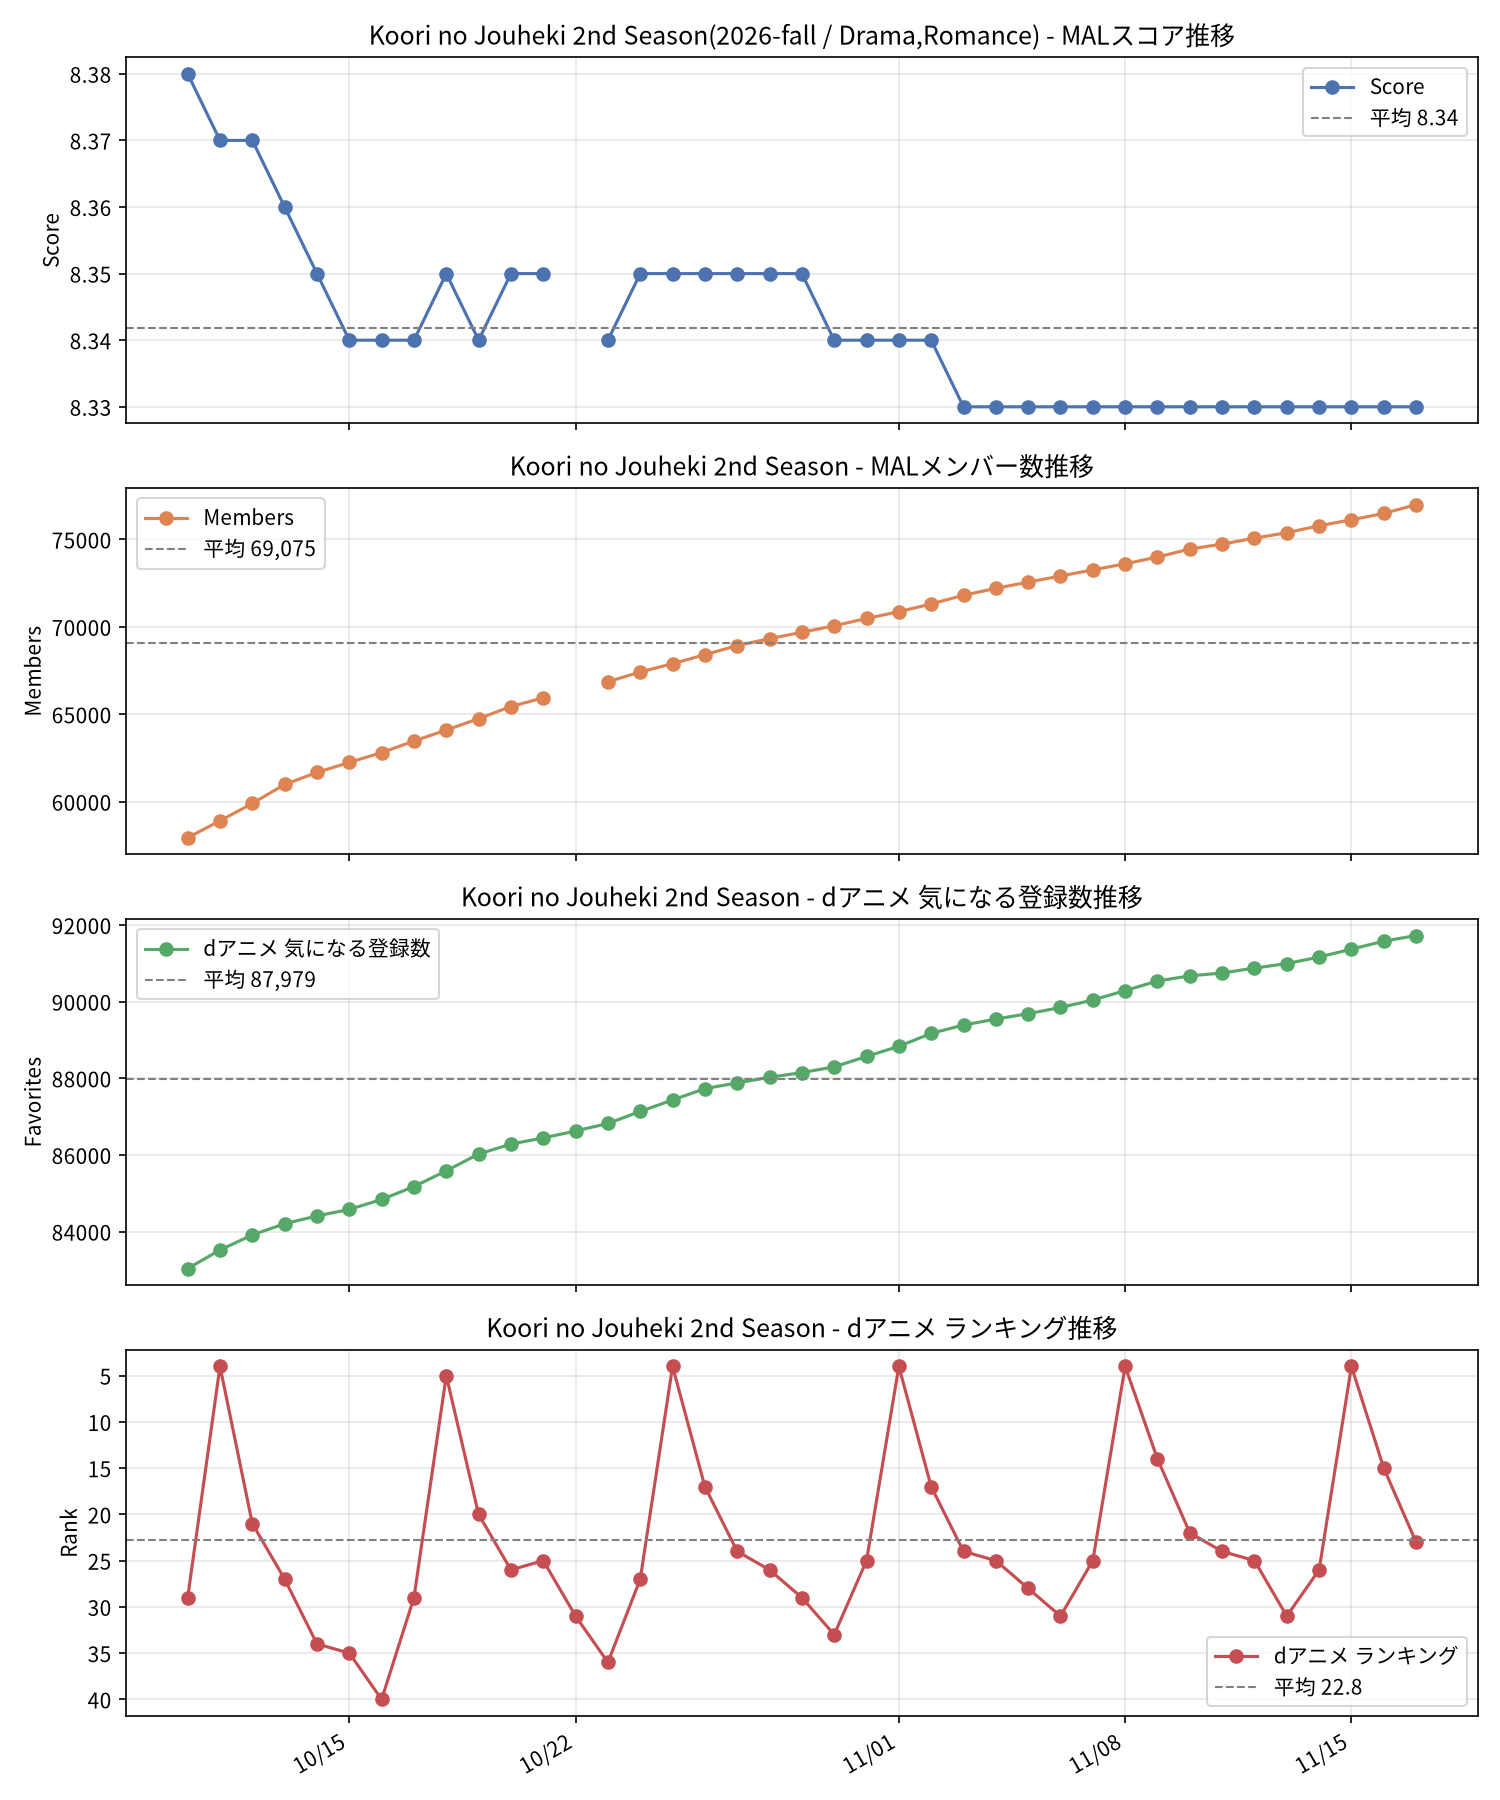 Koori no Jouheki 2nd Season(2026-fall / Drama,Romance) - MALスコア推移
8.38
8.37
8.36
8.35
8.34
8.33
Score
Score
平均 8.34
Koori no Jouheki 2nd Season - MALメンバー数推移
75000
70000
65000
60000
Members
Members
平均 69,075
Koori no Jouheki 2nd Season - dアニメ 気になる登録数推移
92000
90000
88000
86000
84000
Favorites
dアニメ 気になる登録数
平均 87,979
Koori no Jouheki 2nd Season - dアニメ ランキング推移
5
10
15
20
25
30
35
40
Rank
dアニメ ランキング
平均 22.8
10/15
10/22
11/01
11/08
11/15